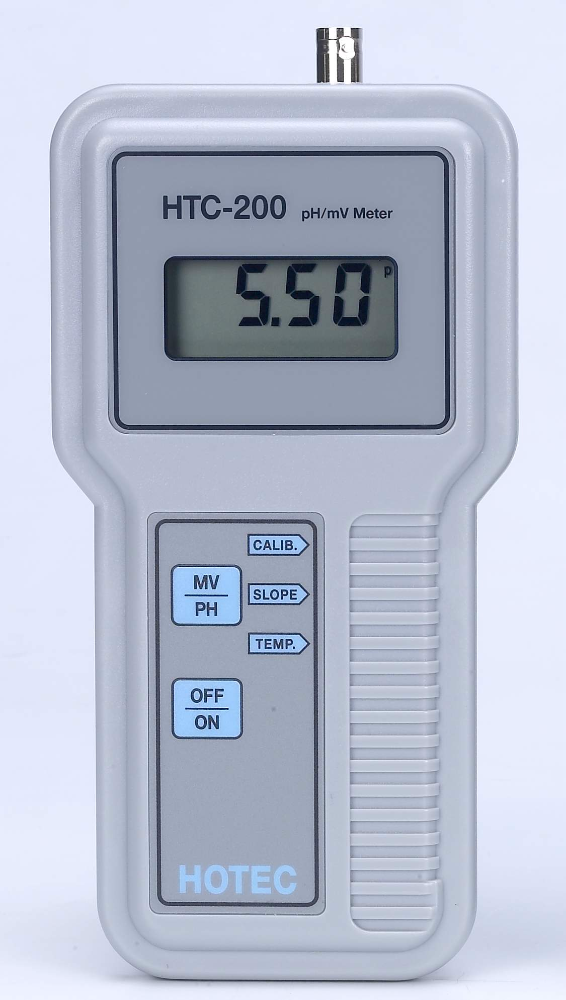 HTC-200 pH/mV Meter
5.50 p
CALIB.
MV
PH
SLOPE
TEMP.
OFF
ON
HOTEC